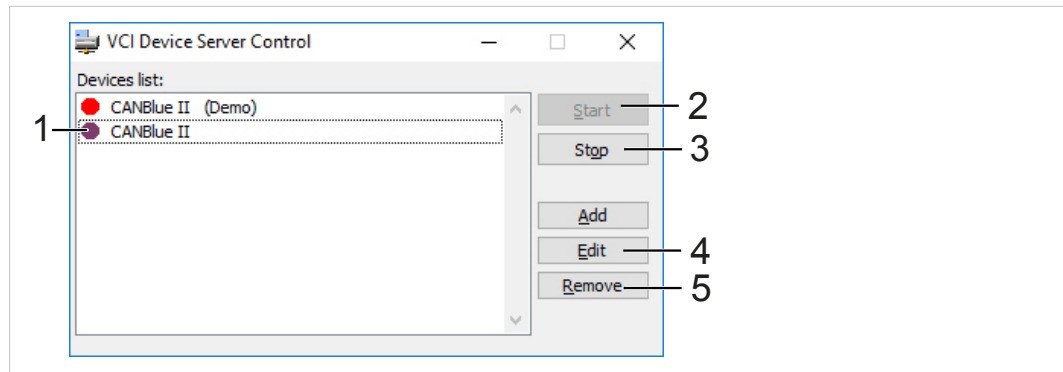 VCI Device Server Control
Devices list:
CANBlue II (Demo)
1 CANBlue II
Start 2
Stop 3
Add
Edit 4
Remove 5